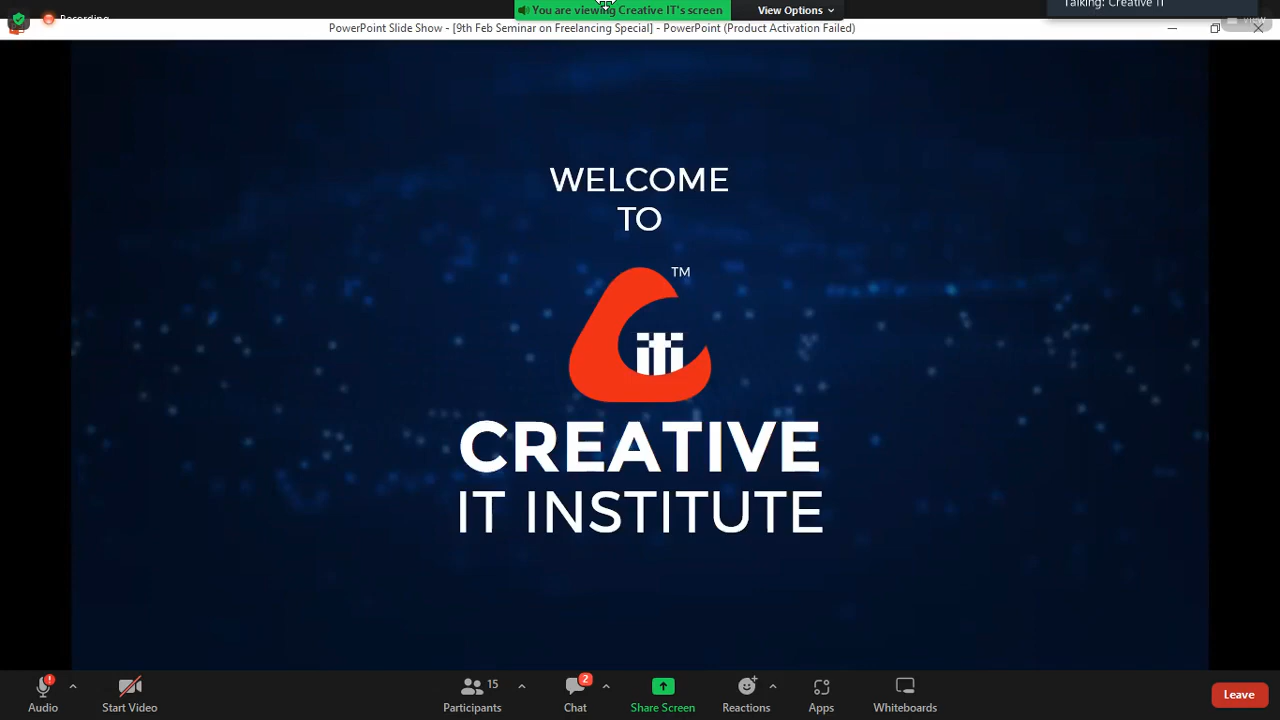 You are viewing Creative IT's screen
View Options
Talking: Creative IT
Recording
PowerPoint Slide Show - [9th Feb Seminar on Freelancing Special] - PowerPoint (Product Activation Failed)
WELCOME
TO
TM
iti
CREATIVE
IT INSTITUTE
Audio
Start Video
15
Participants
2
Chat
Share Screen
Reactions
Apps
Whiteboards
Leave